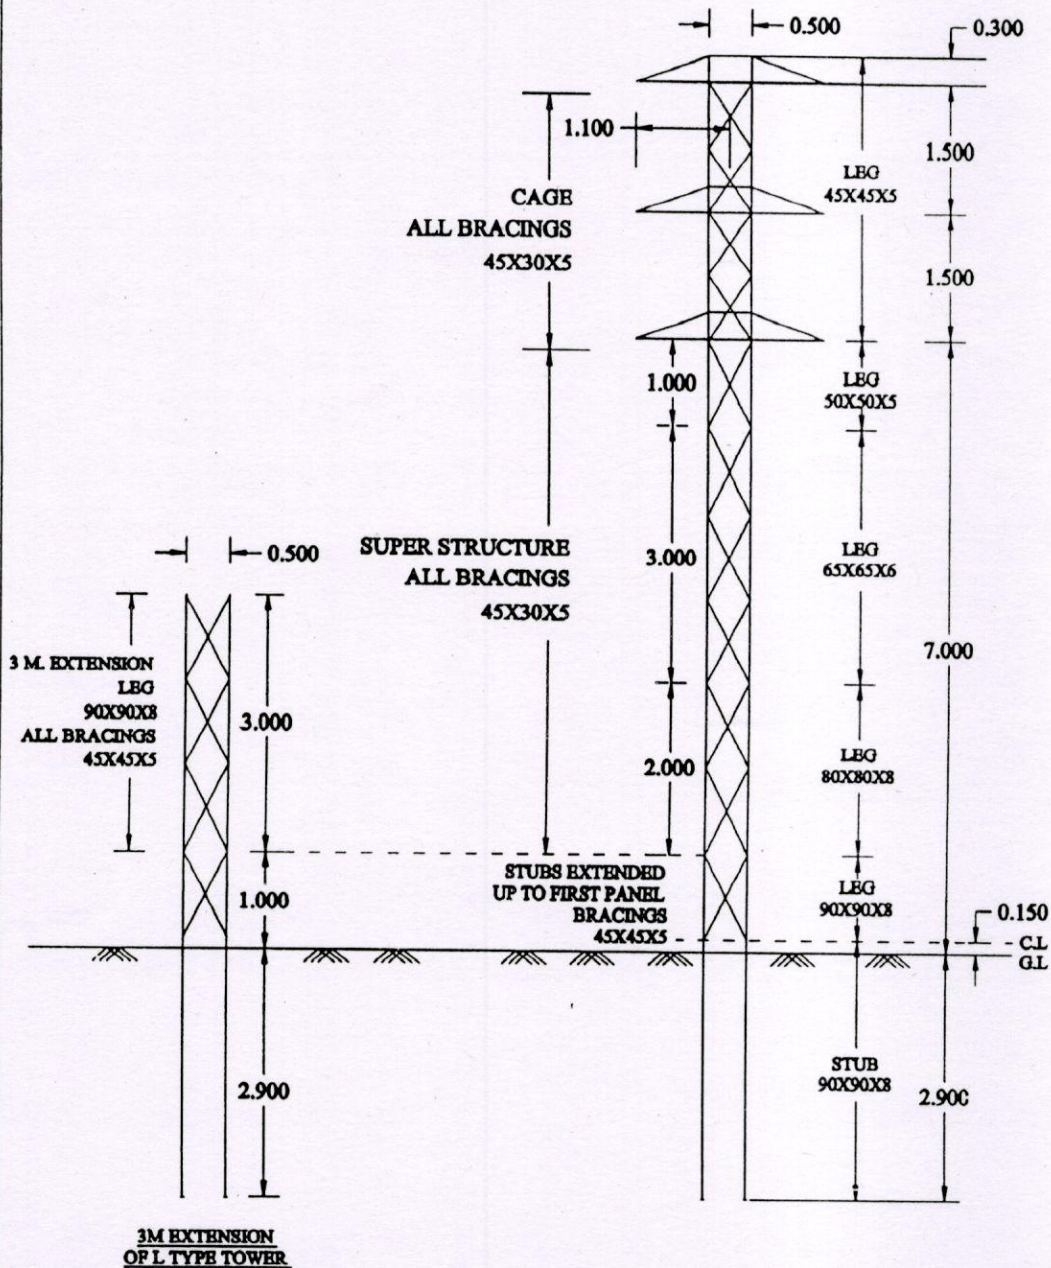 0.500
0.300
1.100
CAGE
ALL BRACINGS
45X30X5
LEG
45X45X5
1.500
1.500
1.000
LEG
50X50X5
0.500
SUPER STRUCTURE
ALL BRACINGS
45X30X5
3.000
LEG
65X65X6
7.000
3 M. EXTENSION
LEG
90X90X8
ALL BRACINGS
45X45X5
3.000
2.000
LEG
80X80X8
1.000
STUBS EXTENDED
UP TO FIRST PANEL
BRACINGS
45X45X5
LEG
90X90X8
0.150
C.L
G.L
2.900
STUB
90X90X8
2.900
3M EXTENSION
OF L TYPE TOWER